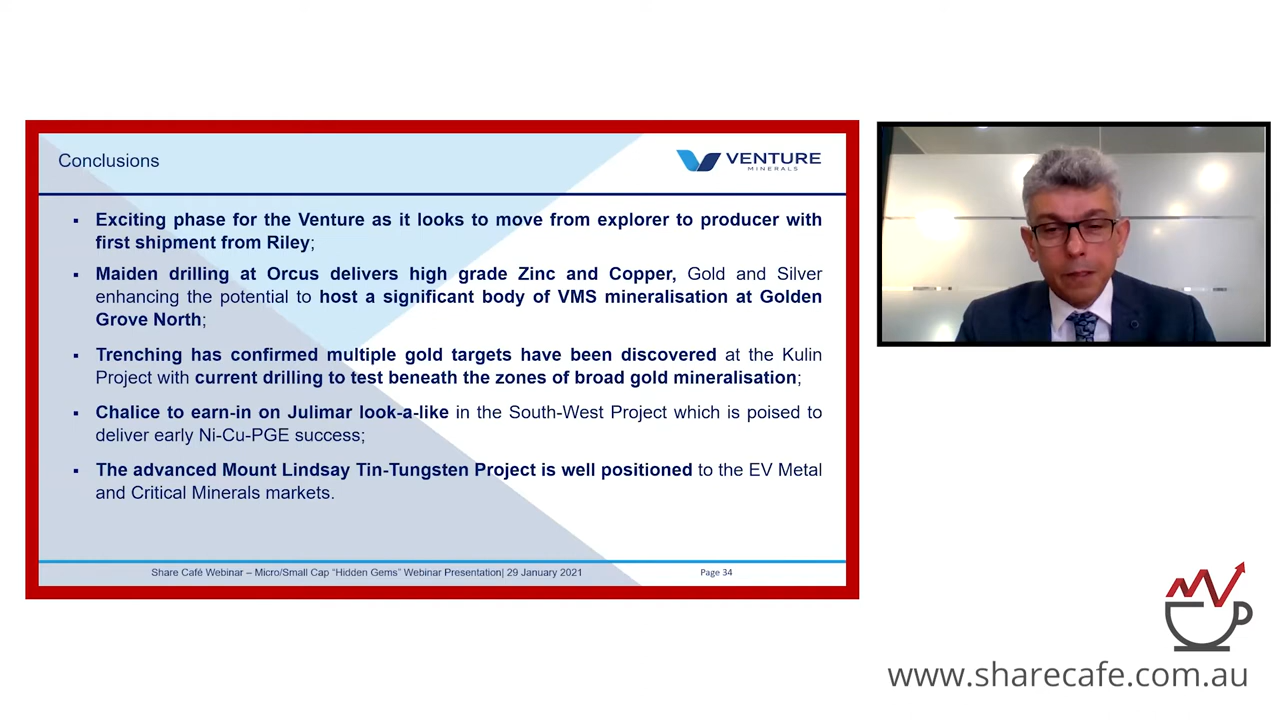 Conclusions
VENTURE
MINERALS
▪ Exciting phase for the Venture as it looks to move from explorer to producer with
first shipment from Riley;
▪ Maiden drilling at Orcus delivers high grade Zinc and Copper, Gold and Silver
enhancing the potential to host a significant body of VMS mineralisation at Golden
Grove North;
▪ Trenching has confirmed multiple gold targets have been discovered at the Kulin
Project with current drilling to test beneath the zones of broad gold mineralisation;
▪ Chalice to earn-in on Julimar look-a-like in the South-West Project which is poised to
deliver early Ni-Cu-PGE success;
▪ The advanced Mount Lindsay Tin-Tungsten Project is well positioned to the EV Metal
and Critical Minerals markets.
Share Café Webinar – Micro/Small Cap "Hidden Gems" Webinar Presentation| 29 January 2021
Page 34
www.sharecafe.com.au